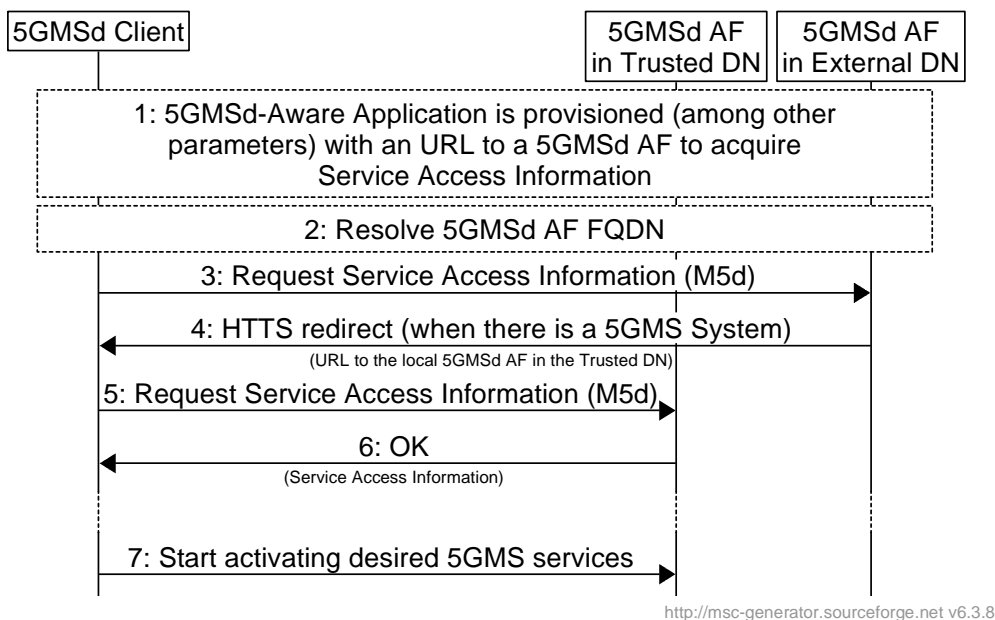 5GMSd Client
5GMSd AF
in Trusted DN
5GMSd AF
in External DN
1: 5GMSd-Aware Application is provisioned (among other
parameters) with an URL to a 5GMSd AF to acquire
Service Access Information
2: Resolve 5GMSd AF FQDN
3: Request Service Access Information (M5d)
4: HTTS redirect (when there is a 5GMS System)
(URL to the local 5GMSd AF in the Trusted DN)
5: Request Service Access Information (M5d)
6: OK
(Service Access Information)
7: Start activating desired 5GMS services
http://msc-generator.sourceforge.net v6.3.8